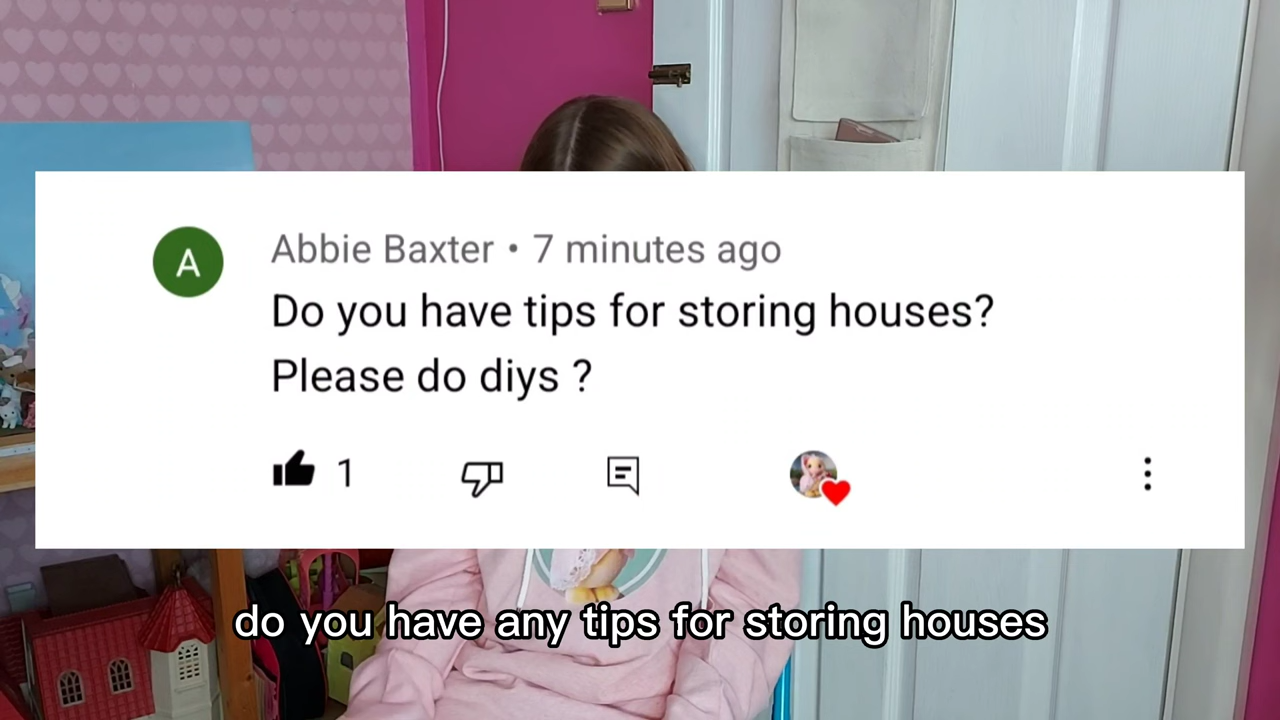 A
Abbie Baxter • 7 minutes ago
Do you have tips for storing houses?
Please do diys ?
1
do you have any tips for storing houses